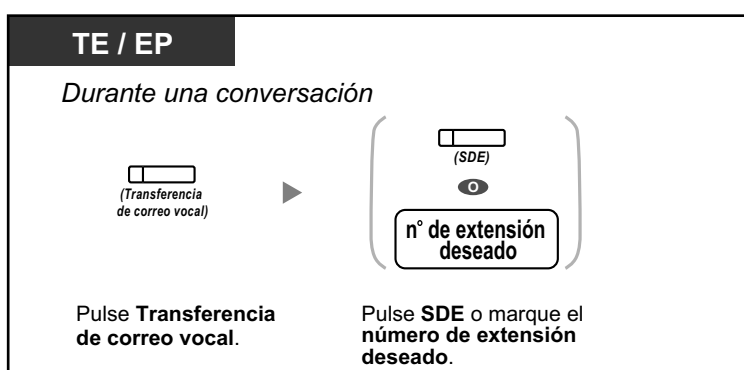 TE / EP
Durante una conversación
(Transferencia
de correo vocal)
(SDE)
O
n° de extensión
deseado
Pulse Transferencia
de correo vocal.
Pulse SDE o marque el
número de extensión
deseado.